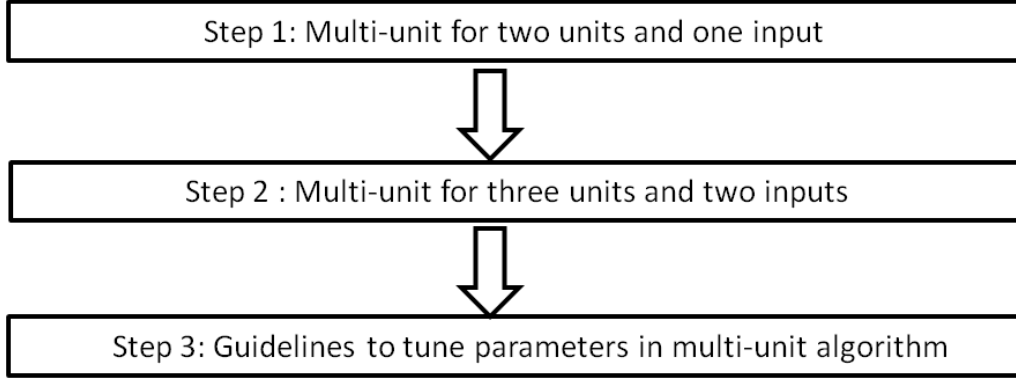 Step 1: Multi-unit for two units and one input
Step 2 : Multi-unit for three units and two inputs
Step 3: Guidelines to tune parameters in multi-unit algorithm